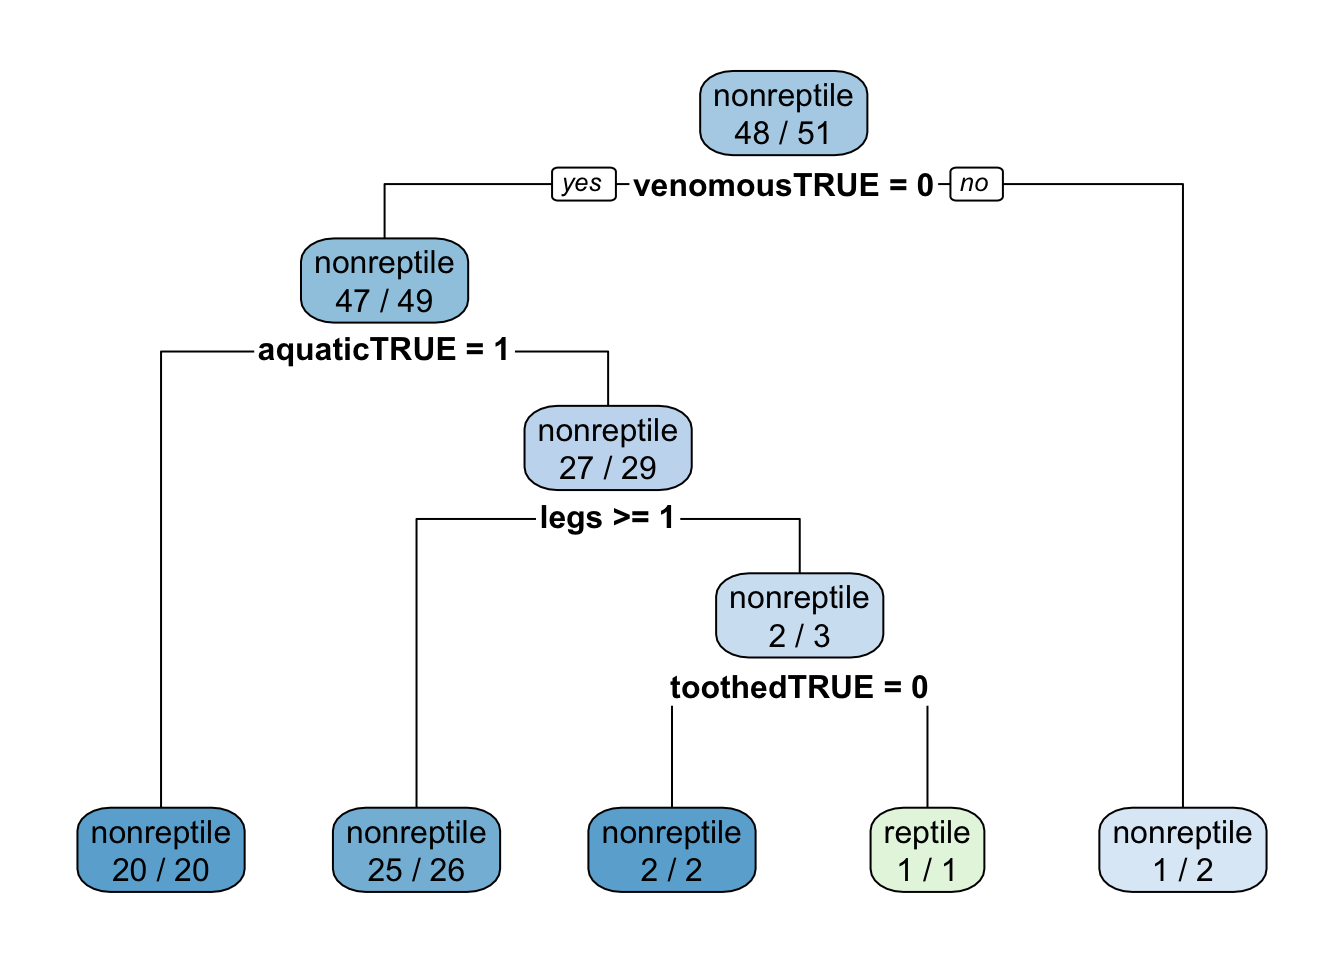 nonreptile
48 / 51
yes
venomousTRUE = 0
no
nonreptile
47 / 49
aquaticTRUE = 1
nonreptile
27 / 29
legs >= 1
nonreptile
2 / 3
toothedTRUE = 0
nonreptile
20 / 20
nonreptile
25 / 26
nonreptile
2 / 2
reptile
1 / 1
nonreptile
1 / 2